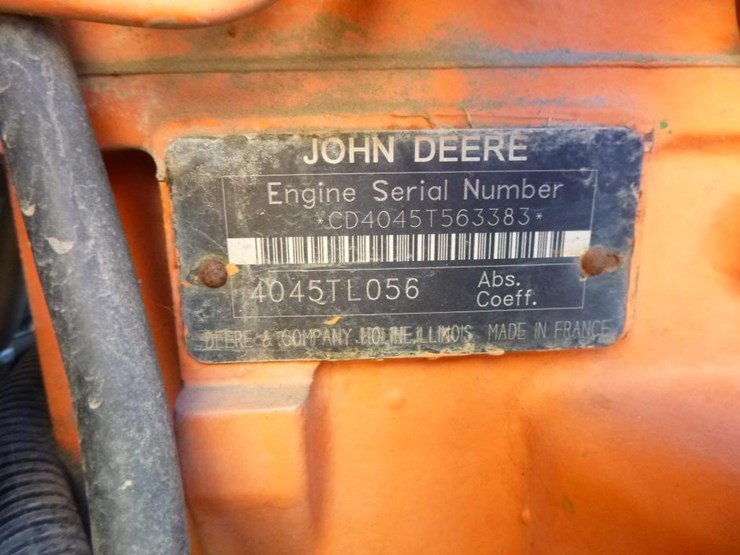 JOHN DEERE
Engine Serial Number
*CD4045T563383*
4045TL056
Abs.
Coeff.
DEERE & COMPANY MOLINE, ILLINOIS MADE IN FRANCE